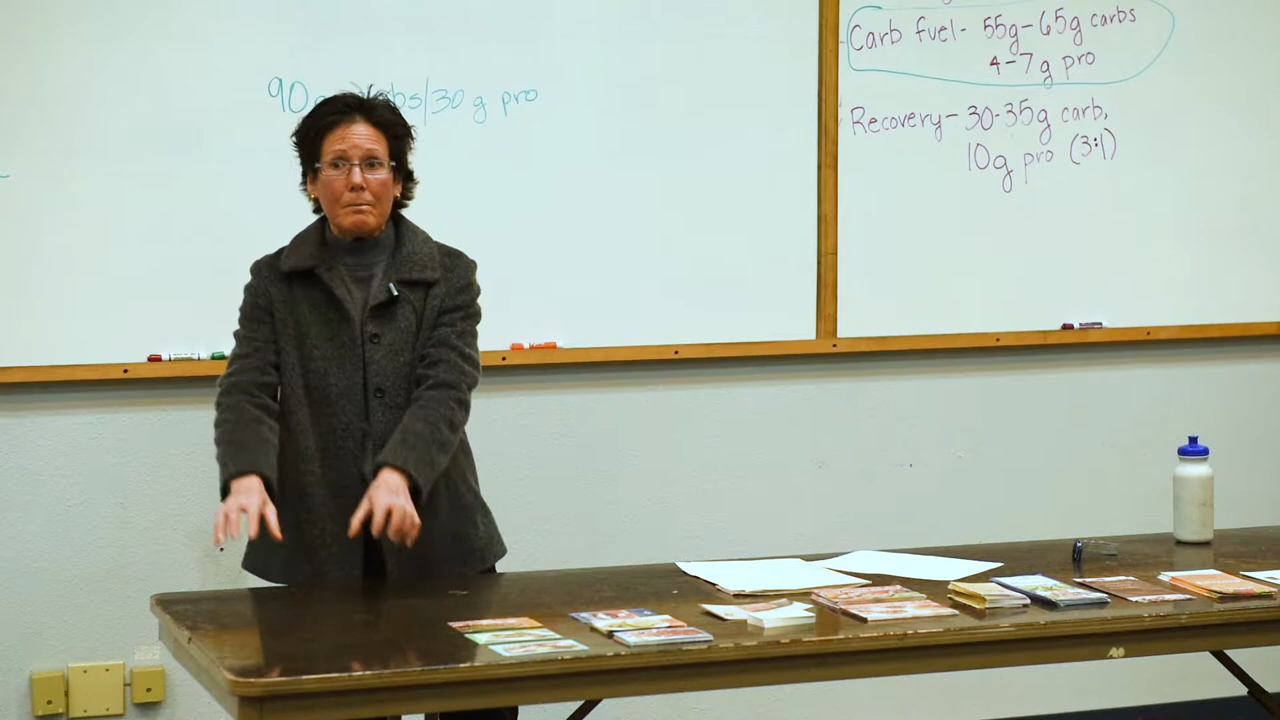 90g carbs/30 g pro
Carb fuel- 55g-65g carbs
4-7 g pro
Recovery- 30-35g carb,
10g pro (3:1)